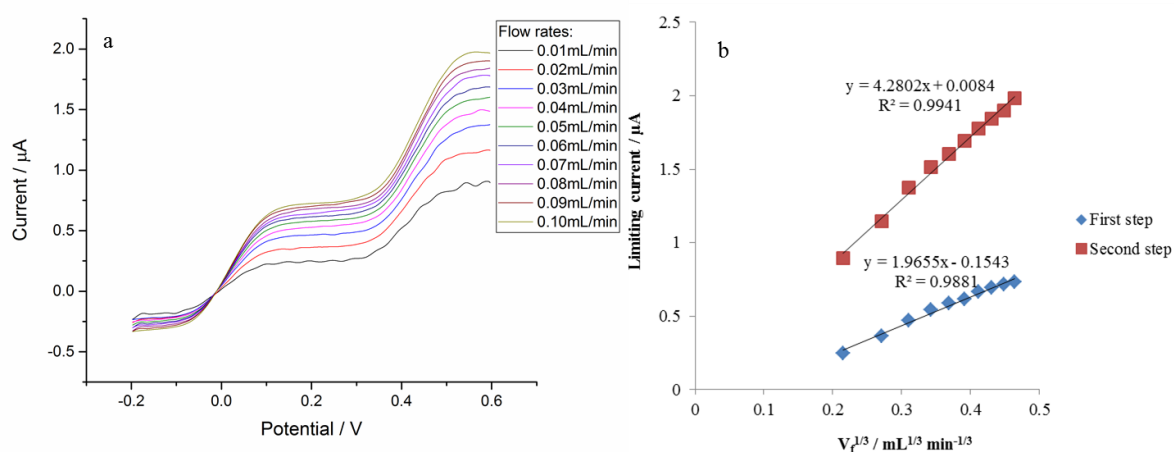 a
Flow rates:
0.01mL/min
0.02mL/min
0.03mL/min
0.04mL/min
0.05mL/min
0.06mL/min
0.07mL/min
0.08mL/min
0.09mL/min
0.10mL/min
2.0
1.5
1.0
0.5
0.0
-0.5
Current / μA
-0.2
0.0
0.2
0.4
0.6
Potential / V
b
2.5
2
1.5
1
0.5
0
Limiting current / μA
y = 4.2802x + 0.0084
R² = 0.9941
y = 1.9655x - 0.1543
R² = 0.9881
First step
Second step
0
0.1
0.2
0.3
0.4
0.5
V_f^1/3 / mL^1/3 min^-1/3